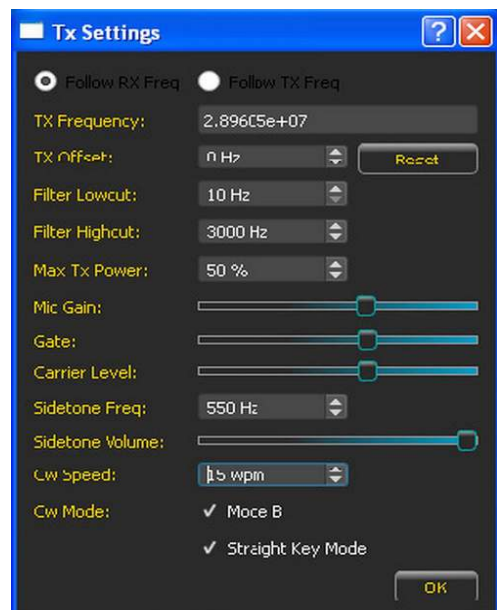 Tx Settings
Follow RX Freq Follow TX Freq
TX Frequency: 2.89605e+07
TX Offset: 0 Hz Reset
Filter Lowcut: 10 Hz
Filter Highcut: 3000 Hz
Max Tx Power: 50 %
Mic Gain:
Gate:
Carrier Level:
Sidetone Freq: 550 Hz
Sidetone Volume:
Cw Speed: 15 wpm
Cw Mode: Mode B
Straight Key Mode
OK